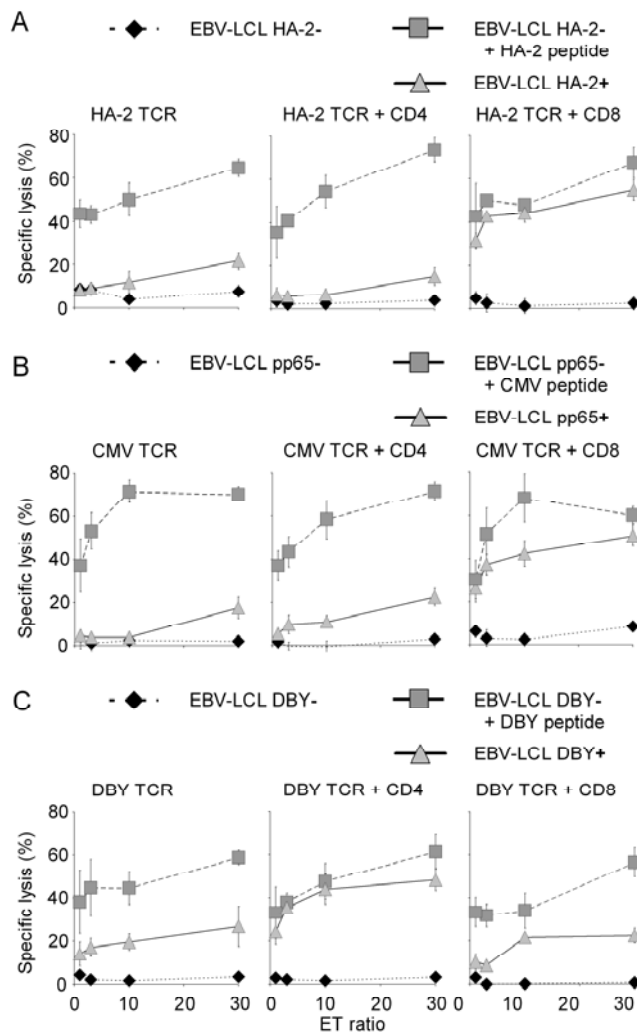 A
EBV-LCL HA-2-
EBV-LCL HA-2-
+ HA-2 peptide
EBV-LCL HA-2+
HA-2 TCR
HA-2 TCR + CD4
HA-2 TCR + CD8
Specific lysis (%)
80
60
40
20
0
B
EBV-LCL pp65-
EBV-LCL pp65-
+ CMV peptide
EBV-LCL pp65+
CMV TCR
CMV TCR + CD4
CMV TCR + CD8
Specific lysis (%)
80
60
40
20
0
C
EBV-LCL DBY-
EBV-LCL DBY-
+ DBY peptide
EBV-LCL DBY+
DBY TCR
DBY TCR + CD4
DBY TCR + CD8
Specific lysis (%)
80
60
40
20
0
0 10 20 30 0 10 20 30 0 10 20 30
ET ratio